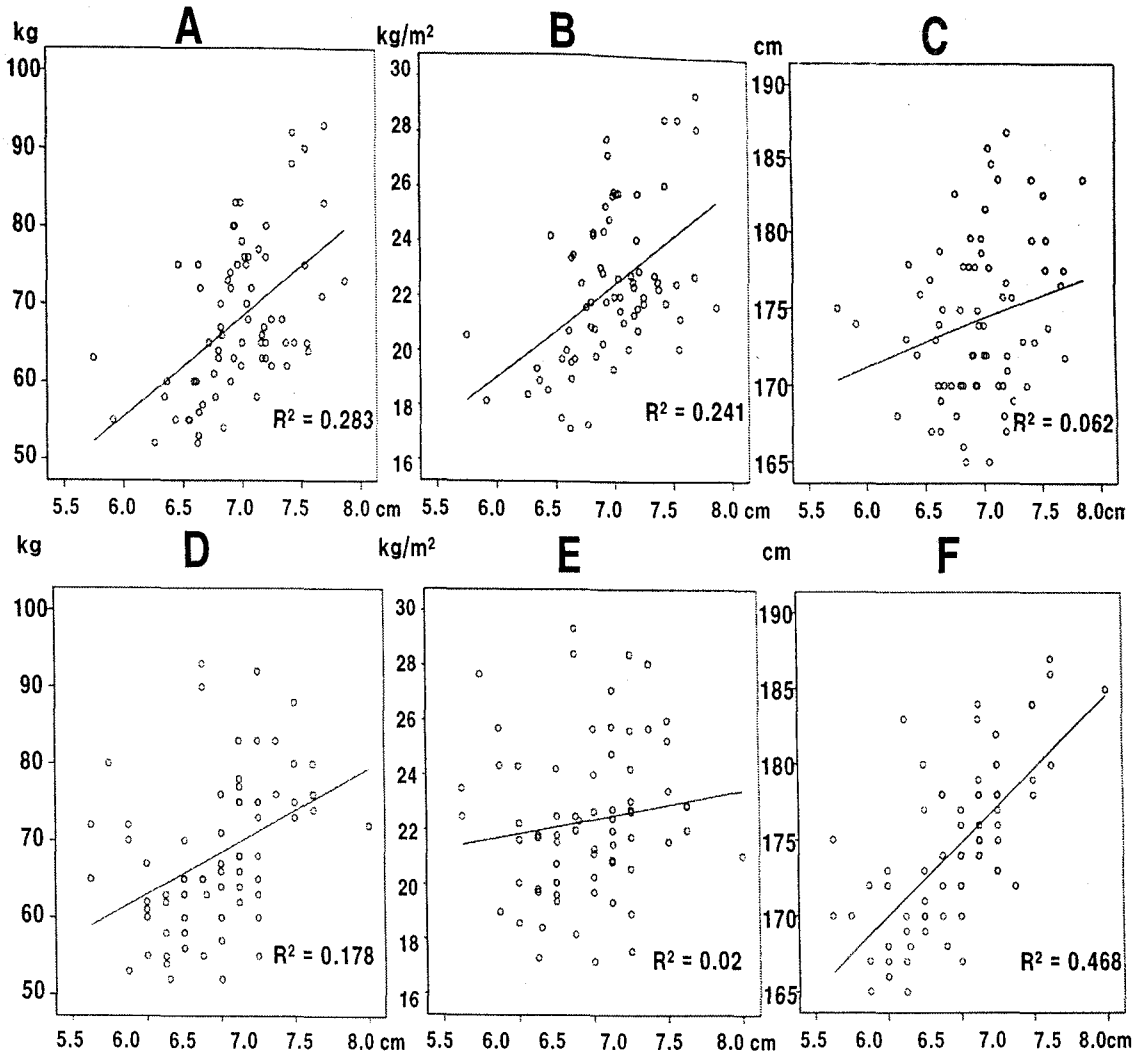 A B C
kg kg/m² cm
100 90 80 70 60 50
30 28 26 24 22 20 18 16
190 185 180 175 170 165
R² = 0.283 R² = 0.241 R² = 0.062
5.5 6.0 6.5 7.0 7.5 8.0 cm
5.5 6.0 6.5 7.0 7.5 8.0 cm
5.5 6.0 6.5 7.0 7.5 8.0cm
D E F
kg kg/m² cm
100 90 80 70 60 50
30 28 26 24 22 20 18 16
190 185 180 175 170 165
R² = 0.178 R² = 0.02 R² = 0.468
5.5 6.0 6.5 7.0 7.5 8.0 cm
5.5 6.0 6.5 7.0 7.5 8.0 cm
5.5 6.0 6.5 7.0 7.5 8.0cm